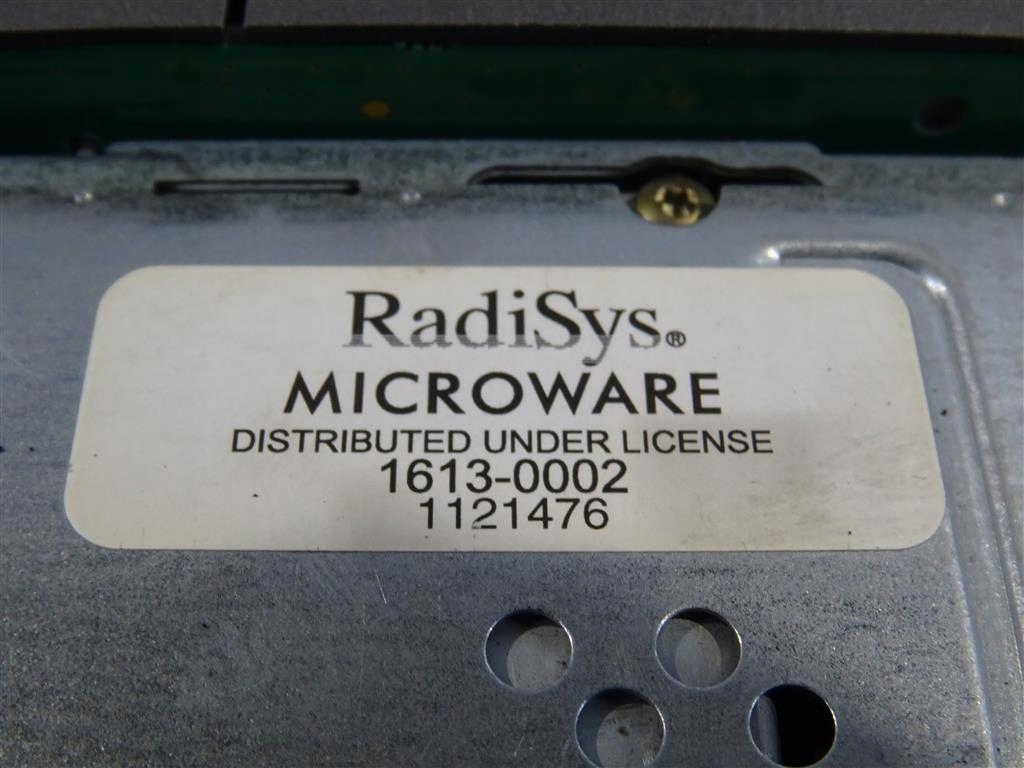 RadiSys®
MICROWARE
DISTRIBUTED UNDER LICENSE
1613-0002
1121476